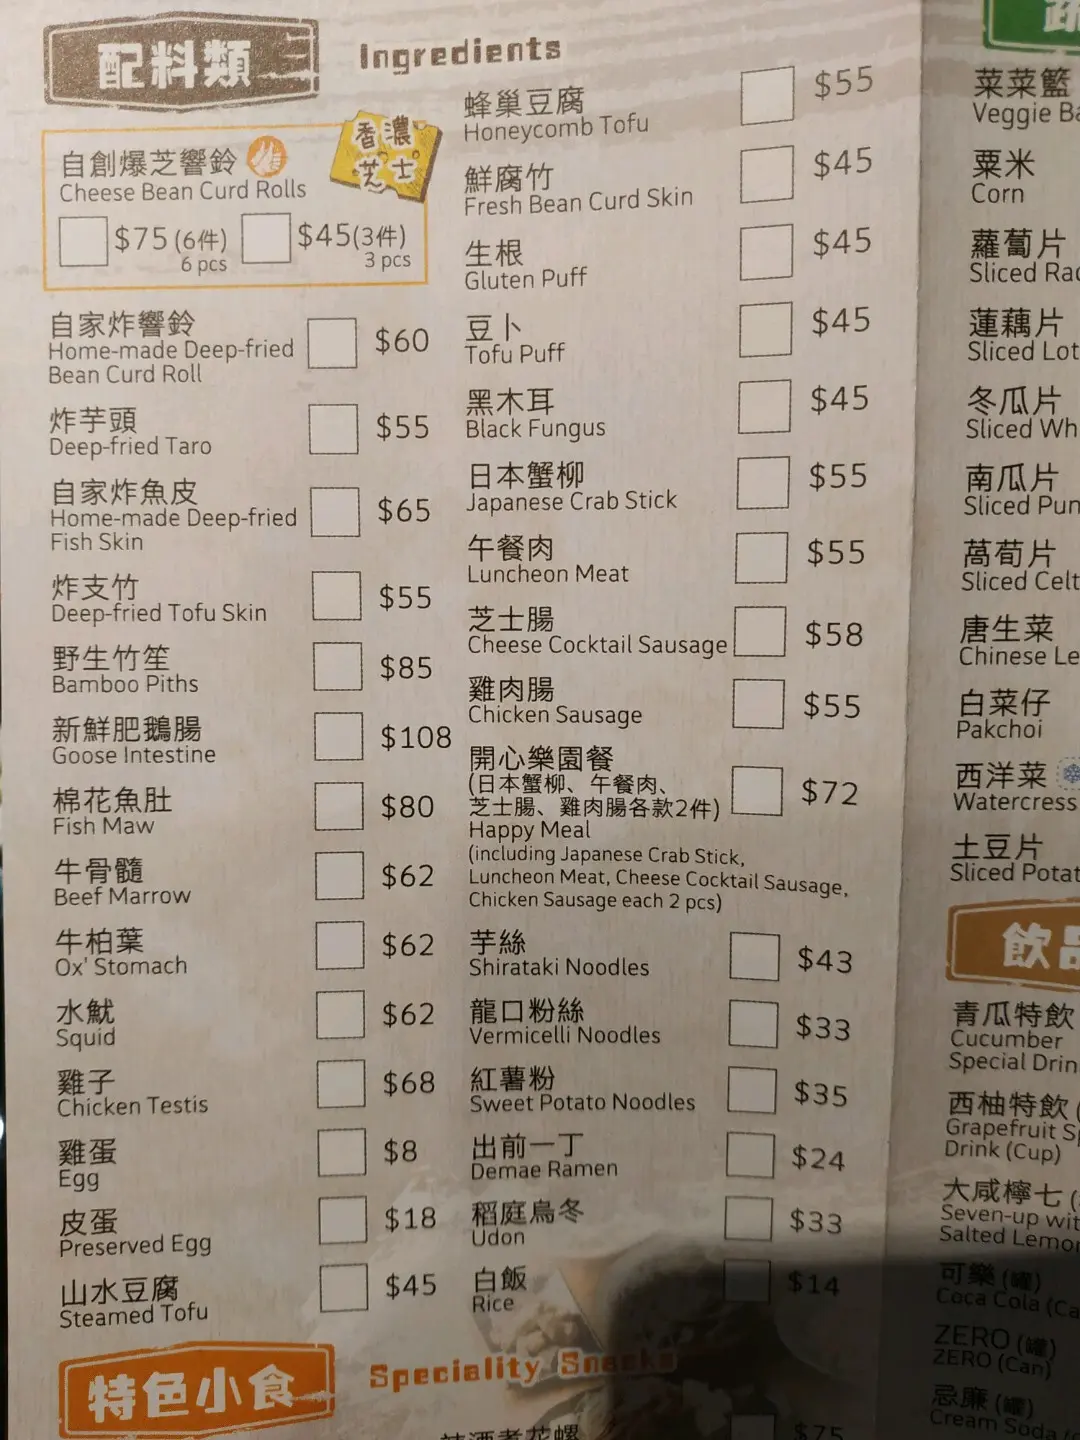 配料類 Ingredients
自創爆芝響鈴
Cheese Bean Curd Rolls
香濃
芝士
$75 (6件) $45(3件)
6 pcs 3 pcs
自家炸響鈴
Home-made Deep-fried $60
Bean Curd Roll
炸芋頭
Deep-fried Taro $55
自家炸魚皮
Home-made Deep-fried $65
Fish Skin
炸支竹
Deep-fried Tofu Skin $55
野生竹笙
Bamboo Piths $85
新鮮肥鵝腸
Goose Intestine $108
棉花魚肚
Fish Maw $80
牛骨髓
Beef Marrow $62
牛柏葉
Ox' Stomach $62
水魷
Squid $62
雞子
Chicken Testis $68
雞蛋
Egg $8
皮蛋
Preserved Egg $18
山水豆腐
Steamed Tofu $45
蜂巢豆腐
Honeycomb Tofu $55
鮮腐竹
Fresh Bean Curd Skin $45
生根
Gluten Puff $45
豆卜
Tofu Puff $45
黑木耳
Black Fungus $45
日本蟹柳
Japanese Crab Stick $55
午餐肉
Luncheon Meat $55
芝士腸
Cheese Cocktail Sausage $58
雞肉腸
Chicken Sausage $55
開心樂園餐
(日本蟹柳、午餐肉、
芝士腸、雞肉腸各款2件) $72
Happy Meal
(including Japanese Crab Stick,
Luncheon Meat, Cheese Cocktail Sausage,
Chicken Sausage each 2 pcs)
芋絲
Shirataki Noodles $43
龍口粉絲
Vermicelli Noodles $33
紅薯粉
Sweet Potato Noodles $35
出前一丁
Demae Ramen $24
稻庭烏冬
Udon $33
白飯
Rice $14
特色小食 Speciality Snacks
$75
菜菜籃
Veggie
粟米
Corn
蘿蔔片
Sliced
蓮藕片
Sliced
冬瓜片
Sliced
南瓜片
Sliced
萵荀片
Sliced
唐生菜
Chinese
白菜仔
Pakchoi
西洋菜
Watercress
土豆片
Sliced
飲
青瓜特飲
Cucumber
Special
西柚特飲
Grapefruit
Drink (Cup)
大咸檸七
Seven-up
Salted
可樂 (罐)
Coca Cola
ZERO (罐)
ZERO (Can)
忌廉 (罐)
Cream Soda